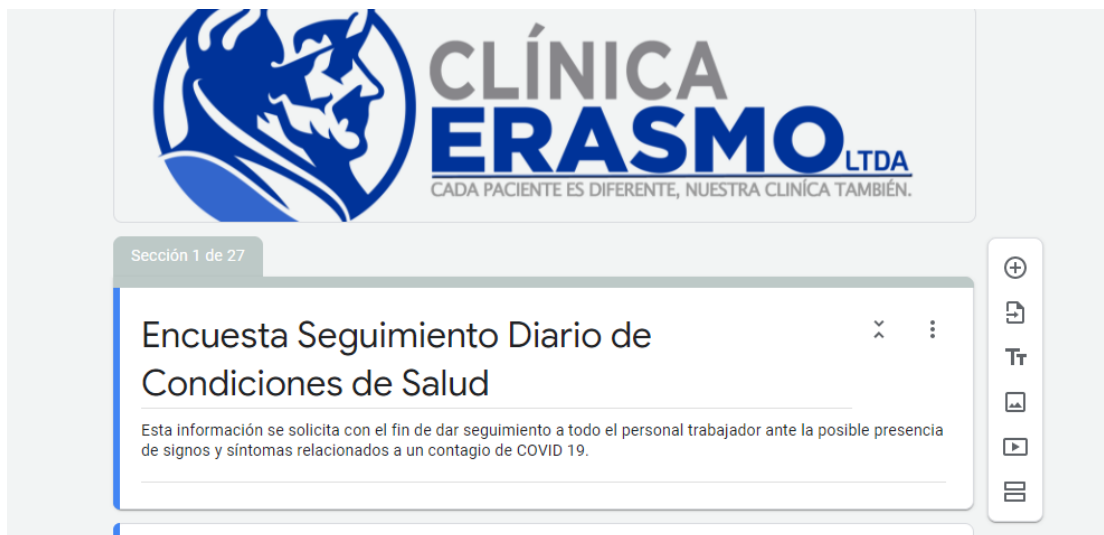 CLÍNICA
ERASMO LTDA
CADA PACIENTE ES DIFERENTE, NUESTRA CLINÍCA TAMBIÉN.
Sección 1 de 27
Encuesta Seguimiento Diario de
Condiciones de Salud
Esta información se solicita con el fin de dar seguimiento a todo el personal trabajador ante la posible presencia
de signos y síntomas relacionados a un contagio de COVID 19.
Tт